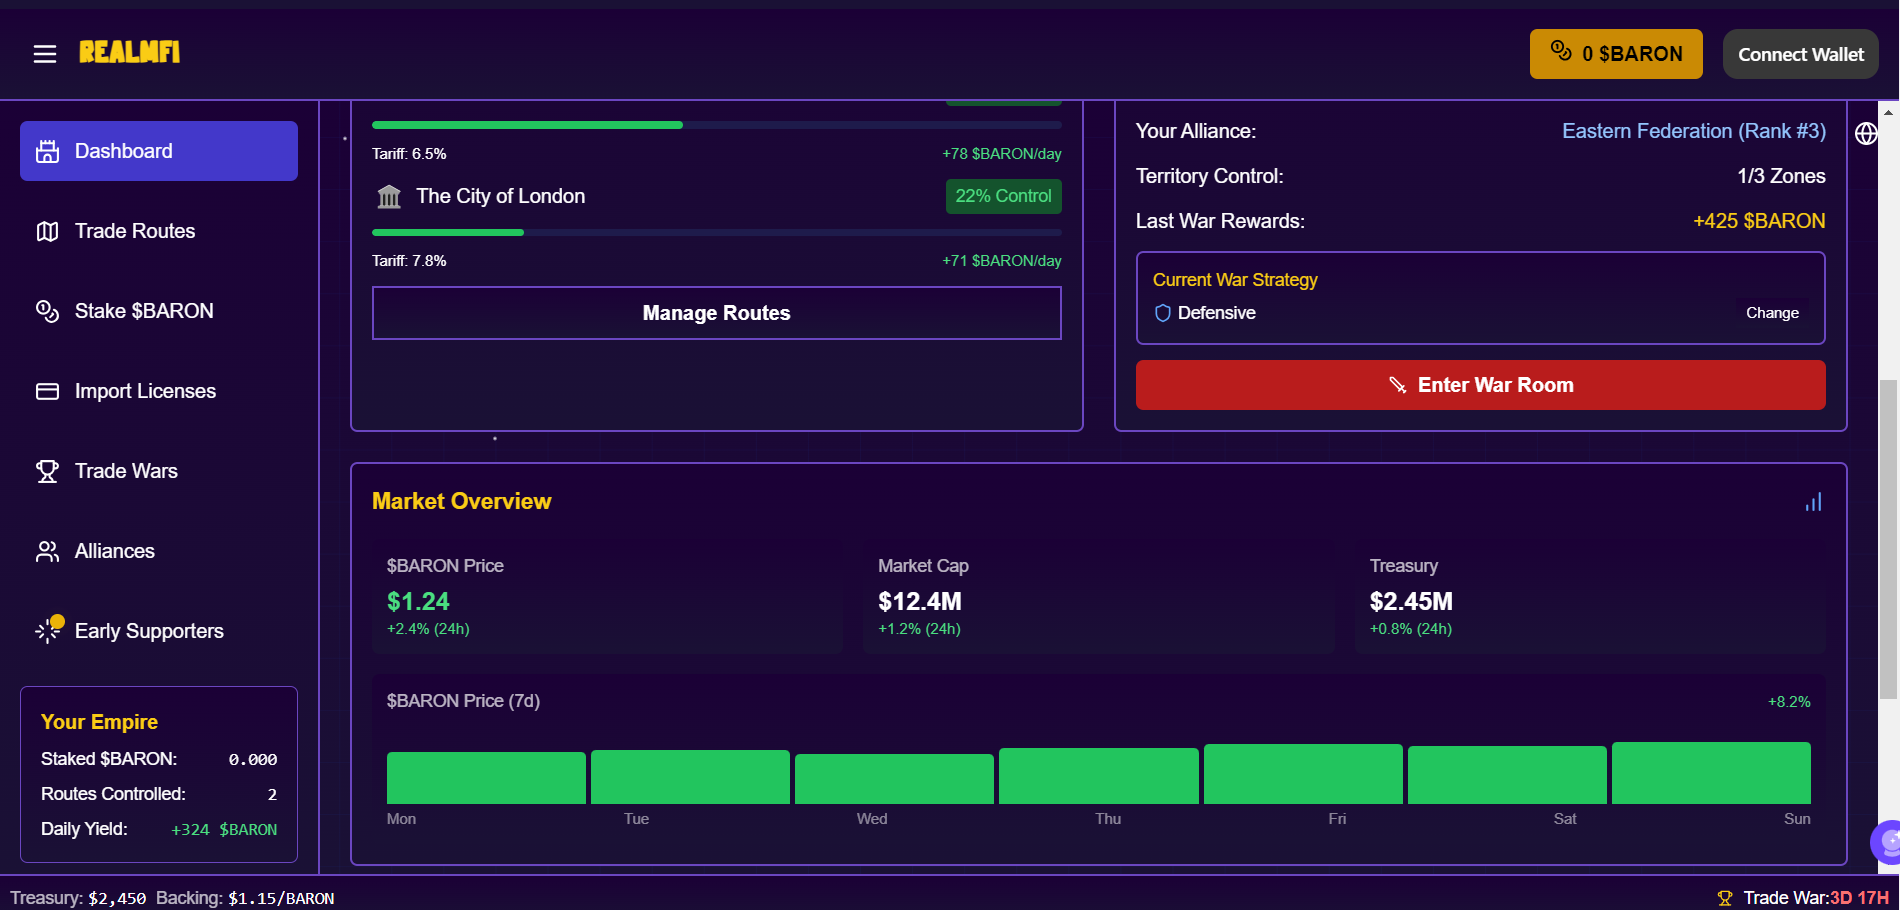 REALMFI
0 $BARON
Connect Wallet
Dashboard
Trade Routes
Stake $BARON
Import Licenses
Trade Wars
Alliances
Early Supporters
Your Empire
Staked $BARON: 0.000
Routes Controlled: 2
Daily Yield: +324 $BARON
Tariff: 6.5% +78 $BARON/day
The City of London 22% Control
Tariff: 7.8% +71 $BARON/day
Manage Routes
Your Alliance: Eastern Federation (Rank #3)
Territory Control: 1/3 Zones
Last War Rewards: +425 $BARON
Current War Strategy
Defensive Change
Enter War Room
Market Overview
$BARON Price
$1.24
+2.4% (24h)
Market Cap
$12.4M
+1.2% (24h)
Treasury
$2.45M
+0.8% (24h)
$BARON Price (7d) +8.2%
Mon Tue Wed Thu Fri Sat Sun
Treasury: $2,450 Backing: $1.15/BARON
Trade War:3D 17H